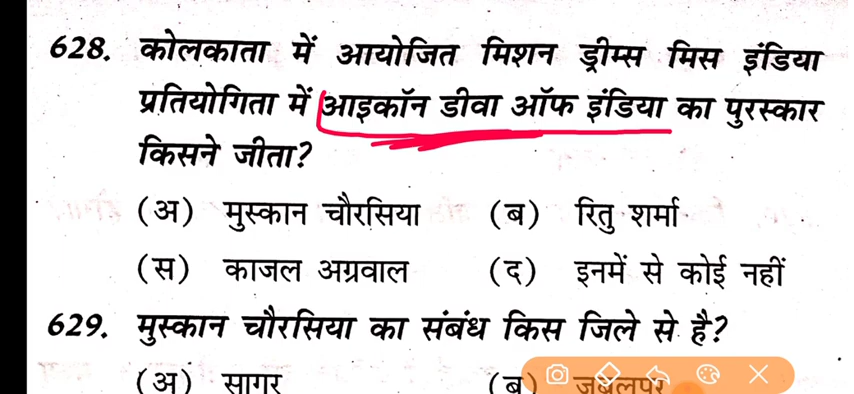 628. कोलकाता में आयोजित मिशन ड्रीम्स मिस इंडिया
प्रतियोगिता में आइकॉन डीवा ऑफ इंडिया का पुरस्कार
किसने जीता?
(अ) मुस्कान चौरसिया (ब) रितु शर्मा
(स) काजल अग्रवाल (द) इनमें से कोई नहीं
629. मुस्कान चौरसिया का संबंध किस जिले से है?
(अ) सागर (ब) जबलपुर